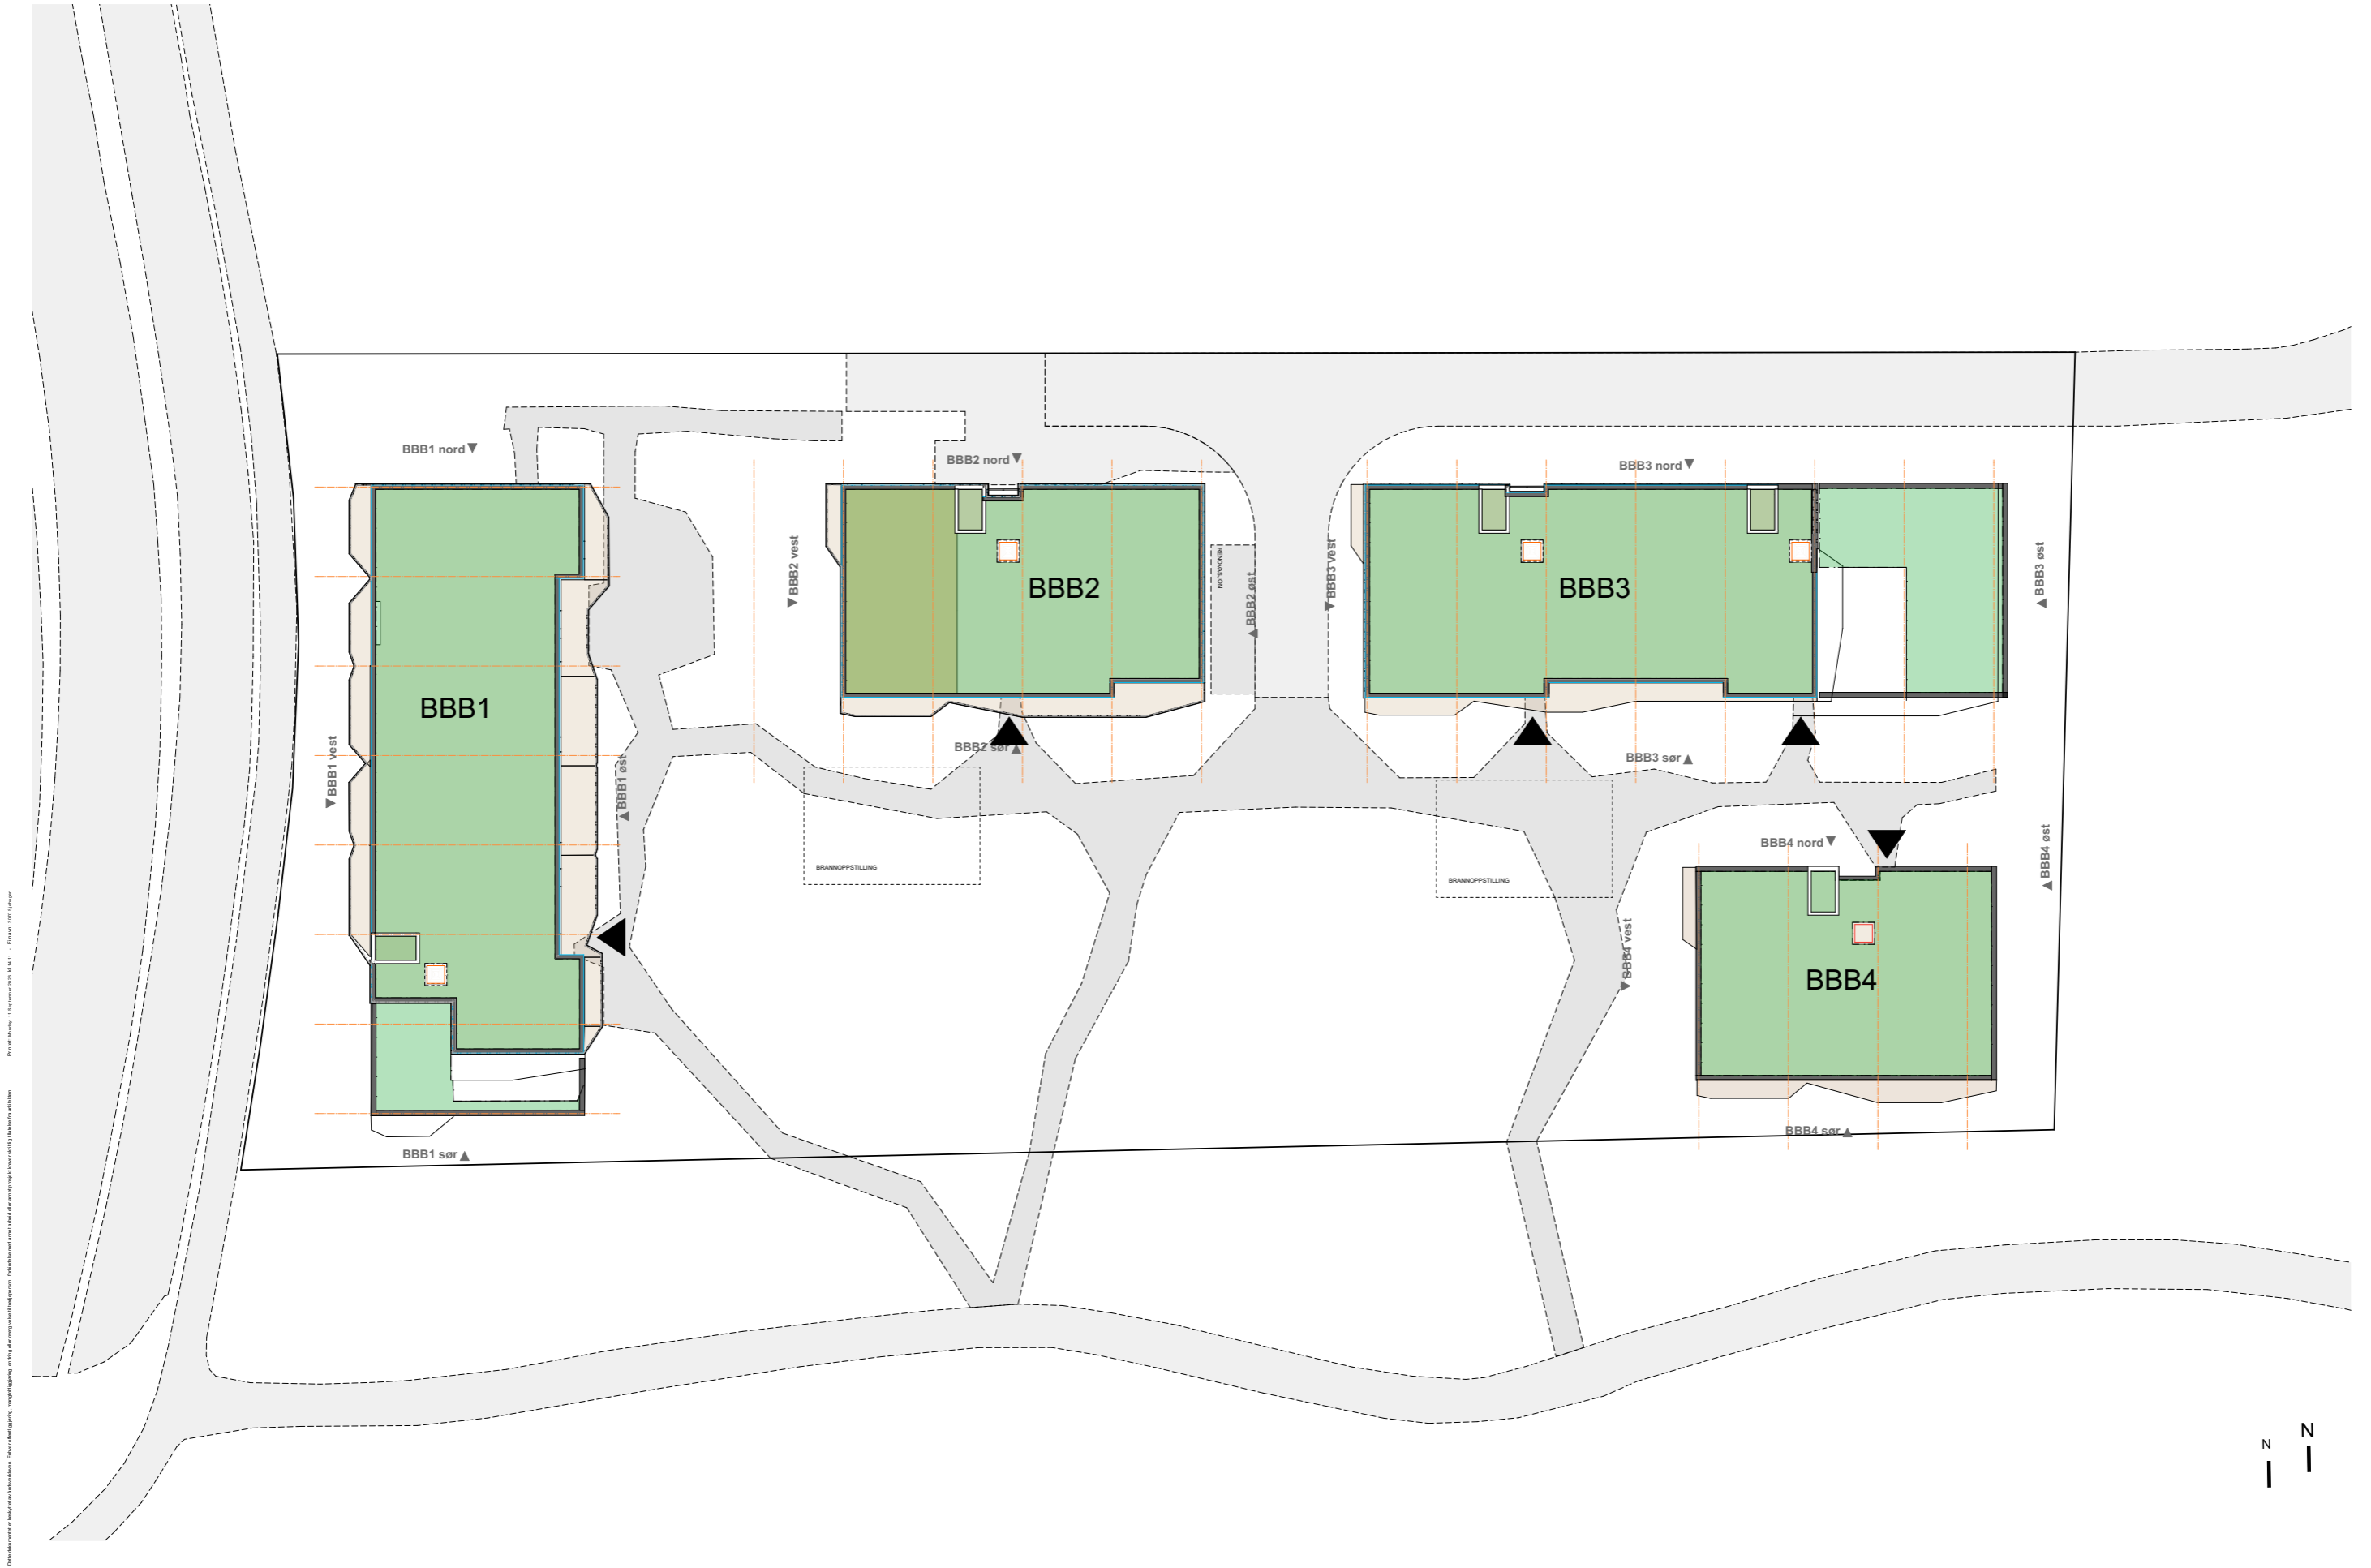 BBB1 nord
BBB2 nord
BBB3 nord
BBB2 vest
RENOVASJON
BBB2 øst
BBB3 vest
BBB3 øst
BBB2
BBB3
BBB1
BBB1 vest
BBB1 øst
BBB2 sør
BBB3 sør
BRANNOPPSTILLING
BRANNOPPSTILLING
BBB4 nord
BBB4 øst
BBB4 vest
BBB4
BBB4 sør
BBB1 sør
N
N